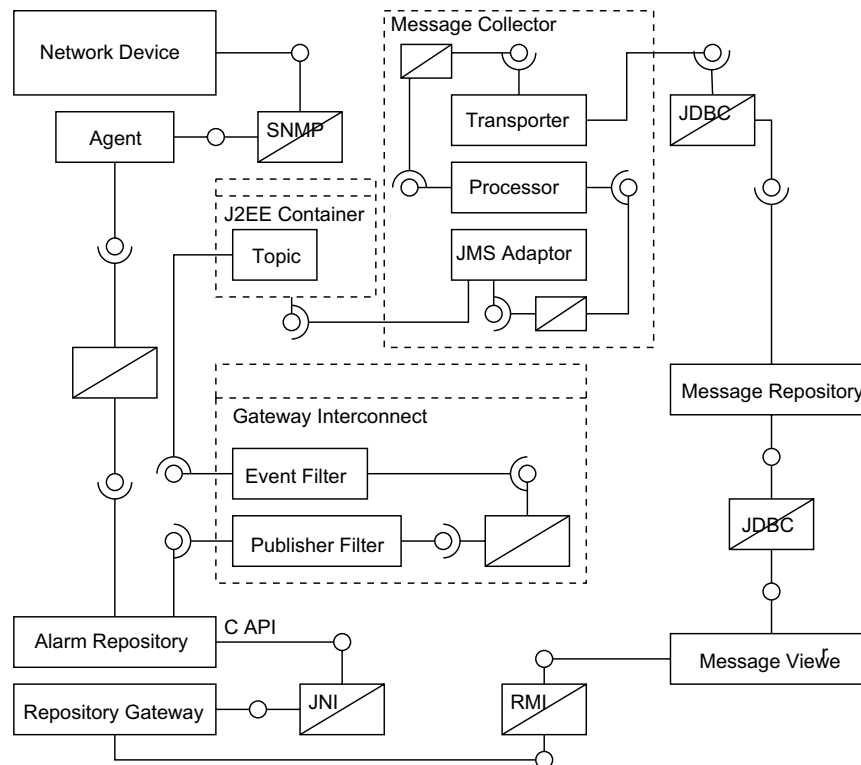 Message Collector
Network Device
Transporter
JDBC
SNMP
Agent
Processor
J2EE Container
Topic
JMS Adaptor
Message Repository
Gateway Interconnect
Event Filter
Publisher Filter
JDBC
Alarm Repository
C API
Message Viewer
Repository Gateway
JNI
RMI